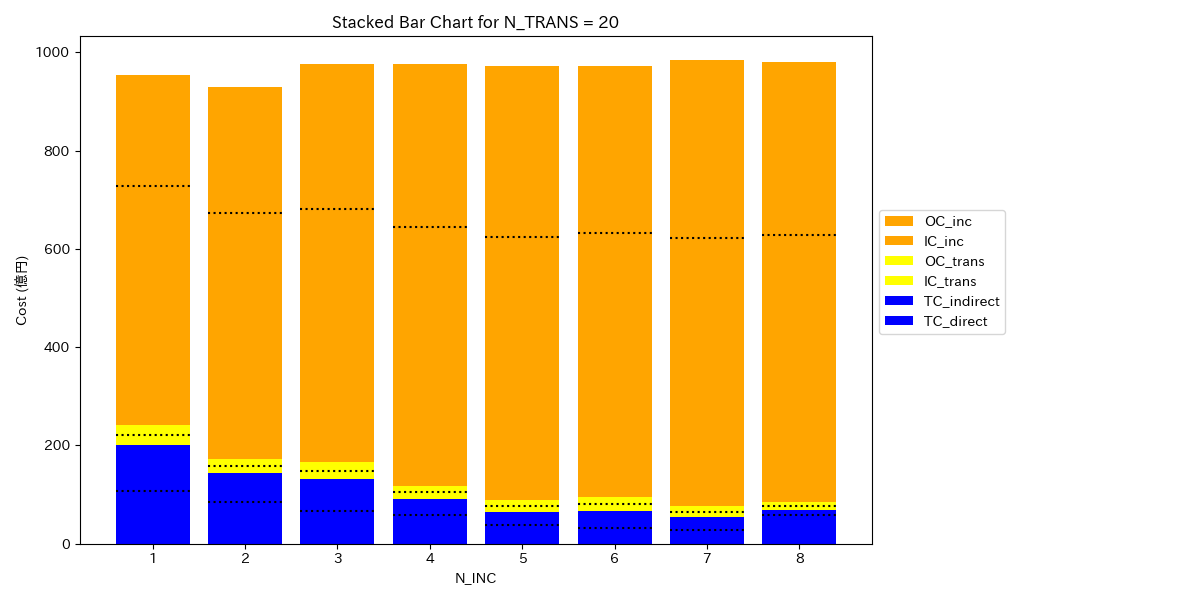 Stacked Bar Chart for N_TRANS = 20
Cost (億円)
1000
800
600
400
200
0
1 2 3 4 5 6 7 8
N_INC
OC_inc
IC_inc
OC_trans
IC_trans
TC_indirect
TC_direct